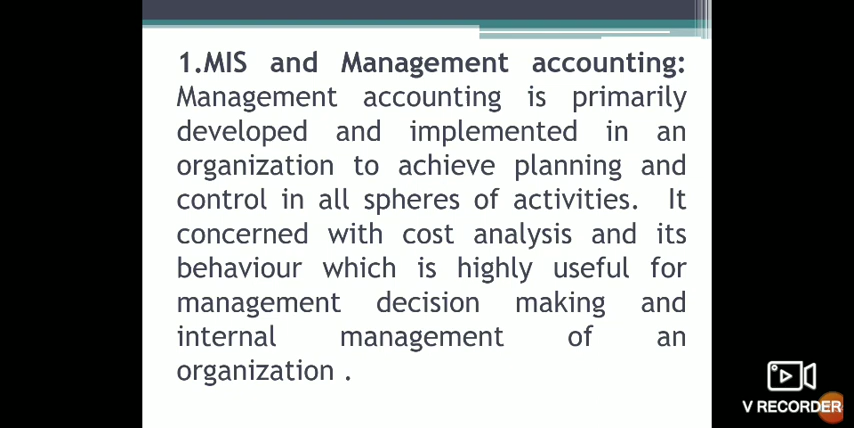 1.MIS and Management accounting:
Management accounting is primarily
developed and implemented in an
organization to achieve planning and
control in all spheres of activities. It
concerned with cost analysis and its
behaviour which is highly useful for
management decision making and
internal management of an
organization .
V RECORDER